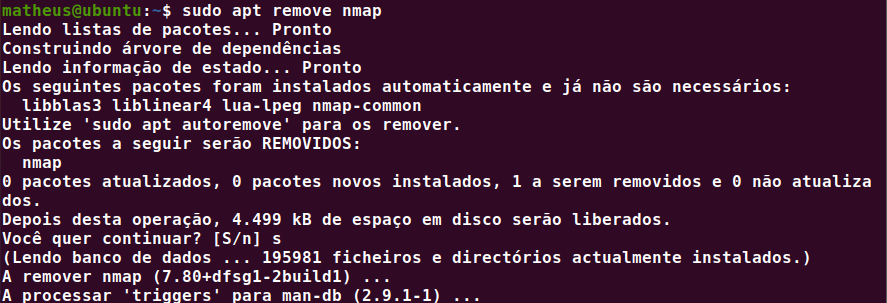 matheus@ubuntu:~$ sudo apt remove nmap
Lendo listas de pacotes... Pronto
Construindo árvore de dependências
Lendo informação de estado... Pronto
Os seguintes pacotes foram instalados automaticamente e já não são necessários:
  libblas3 liblinear4 lua-lpeg nmap-common
Utilize 'sudo apt autoremove' para os remover.
Os pacotes a seguir serão REMOVIDOS:
  nmap
0 pacotes atualizados, 0 pacotes novos instalados, 1 a serem removidos e 0 não atualiza
dos.
Depois desta operação, 4.499 kB de espaço em disco serão liberados.
Você quer continuar? [S/n] s
(Lendo banco de dados ... 195981 ficheiros e directórios actualmente instalados.)
A remover nmap (7.80+dfsg1-2build1) ...
A processar 'triggers' para man-db (2.9.1-1) ...